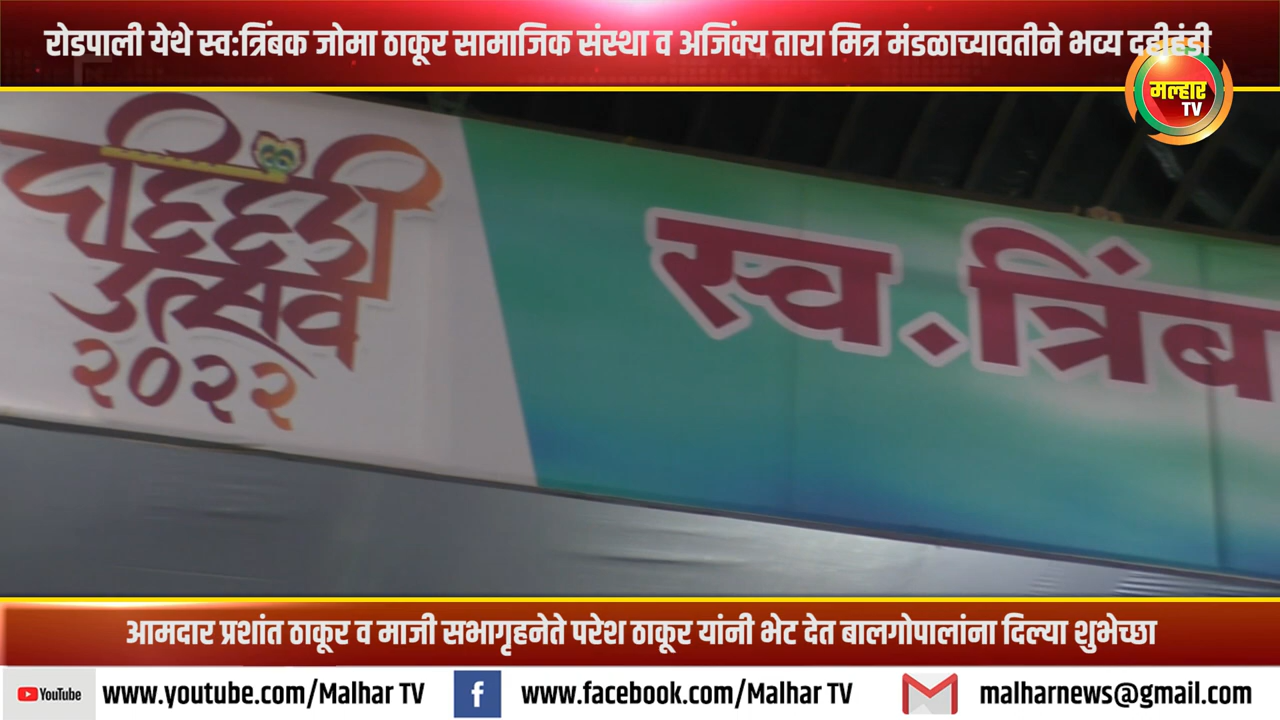 रोडपाली येथे स्व:त्रिंबक जोमा ठाकूर सामाजिक संस्था व अजिंक्य तारा मित्र मंडळाच्यावतीने भव्य दहीहंडी
मल्हार
TV
दहिहंडी
उत्सव
२०२२
स्व. त्रिंब
आमदार प्रशांत ठाकूर व माजी सभागृहनेते परेश ठाकूर यांनी भेट देत बालगोपालांना दिल्या शुभेच्छा
YouTube www.youtube.com/Malhar TV www.facebook.com/Malhar TV malharnews@gmail.com